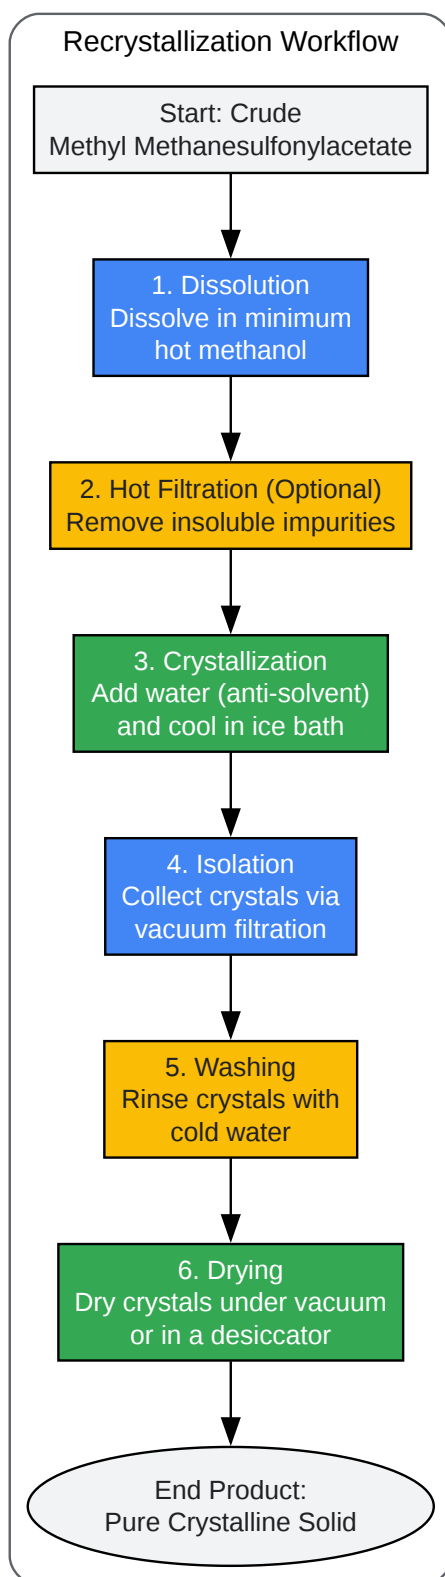 Recrystallization Workflow
Start: Crude
Methyl Methanesulfonylacetate
1. Dissolution
Dissolve in minimum
hot methanol
2. Hot Filtration (Optional)
Remove insoluble impurities
3. Crystallization
Add water (anti-solvent)
and cool in ice bath
4. Isolation
Collect crystals via
vacuum filtration
5. Washing
Rinse crystals with
cold water
6. Drying
Dry crystals under vacuum
or in a desiccator
End Product:
Pure Crystalline Solid